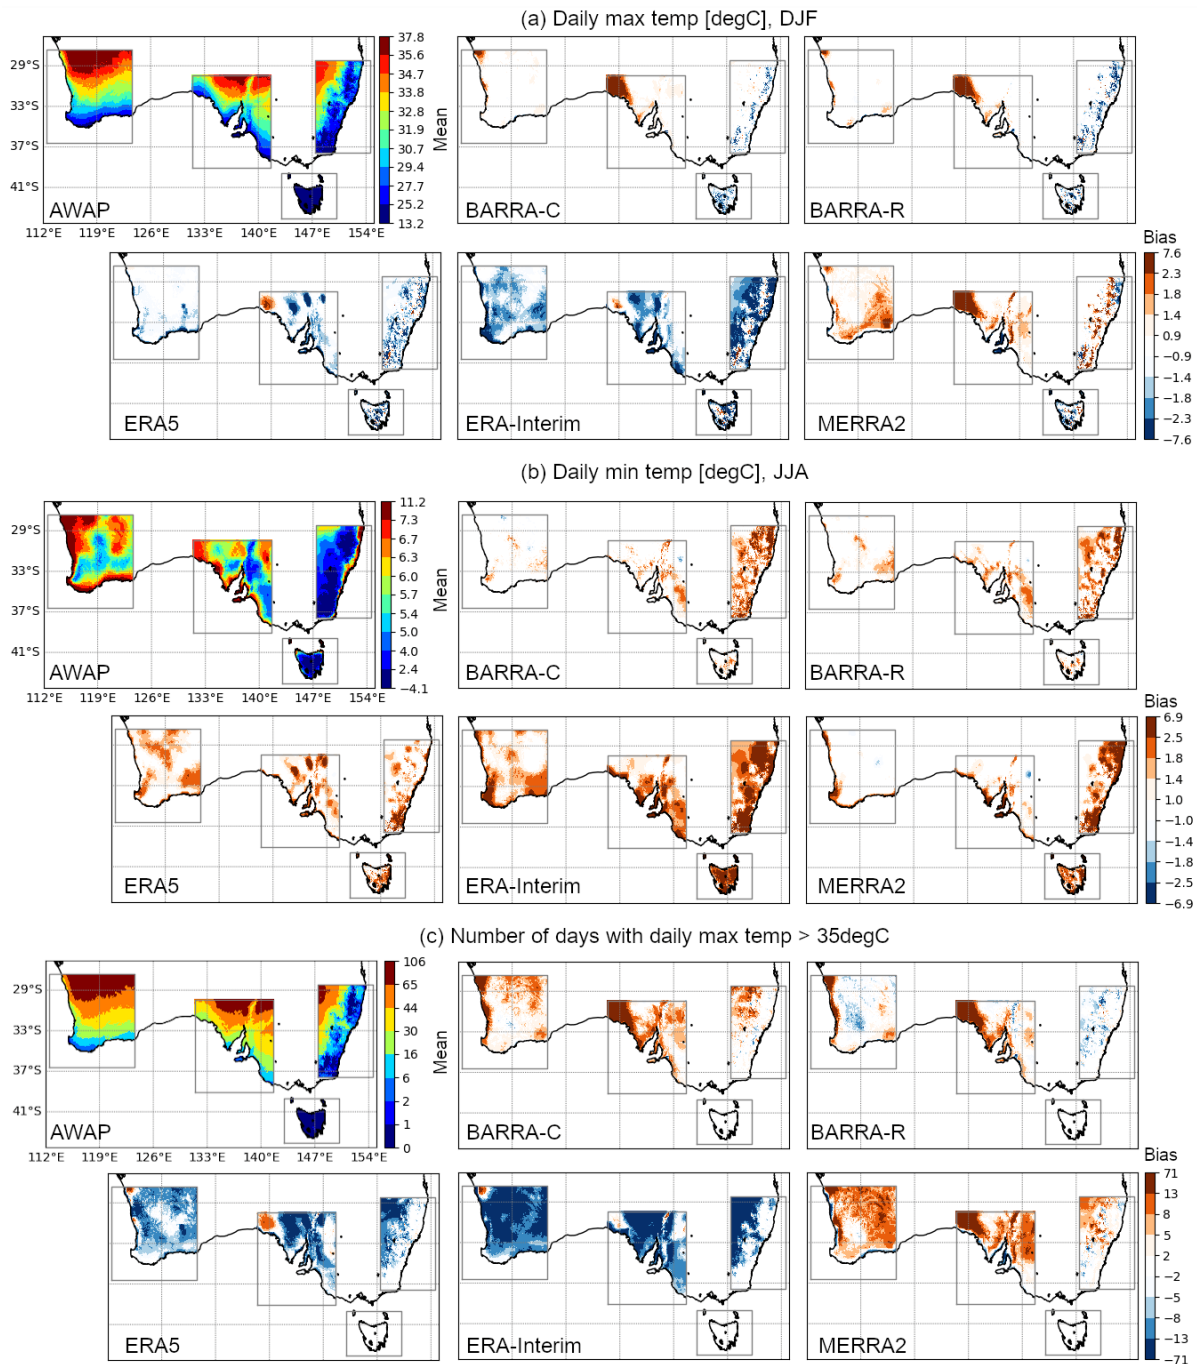 (a) Daily max temp [degC], DJF
37.8
35.6
34.7
33.8
32.8
31.9
30.7
29.4
27.7
25.2
13.2
Mean
29°S
33°S
37°S
41°S
112°E 119°E 126°E 133°E 140°E 147°E 154°E
AWAP
BARRA-C
BARRA-R
ERA5
ERA-Interim
MERRA2
Bias
7.6
2.3
1.8
1.4
0.9
−0.9
−1.4
−1.8
−2.3
−7.6
(b) Daily min temp [degC], JJA
11.2
7.3
6.7
6.3
6.0
5.7
5.4
5.0
4.0
2.4
−4.1
Mean
29°S
33°S
37°S
41°S
112°E 119°E 126°E 133°E 140°E 147°E 154°E
AWAP
BARRA-C
BARRA-R
ERA5
ERA-Interim
MERRA2
Bias
6.9
2.5
1.8
1.4
1.0
−1.0
−1.4
−1.8
−2.5
−6.9
(c) Number of days with daily max temp > 35degC
106
65
44
30
16
6
2
1
0
Mean
29°S
33°S
37°S
41°S
112°E 119°E 126°E 133°E 140°E 147°E 154°E
AWAP
BARRA-C
BARRA-R
ERA5
ERA-Interim
MERRA2
Bias
71
13
8
5
2
−2
−5
−8
−13
−71